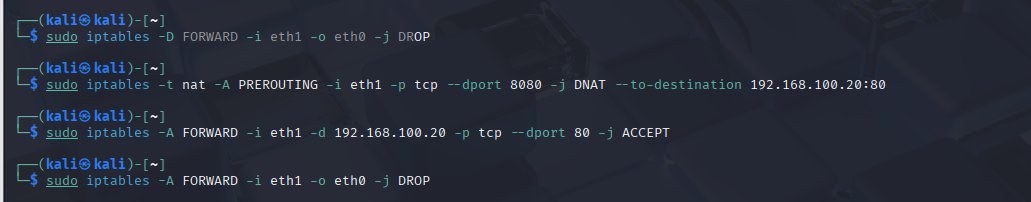 ┌──(kali㉿kali)-[~]
└─$ sudo iptables -D FORWARD -i eth1 -o eth0 -j DROP
┌──(kali㉿kali)-[~]
└─$ sudo iptables -t nat -A PREROUTING -i eth1 -p tcp --dport 8080 -j DNAT --to-destination 192.168.100.20:80
┌──(kali㉿kali)-[~]
└─$ sudo iptables -A FORWARD -i eth1 -d 192.168.100.20 -p tcp --dport 80 -j ACCEPT
┌──(kali㉿kali)-[~]
└─$ sudo iptables -A FORWARD -i eth1 -o eth0 -j DROP